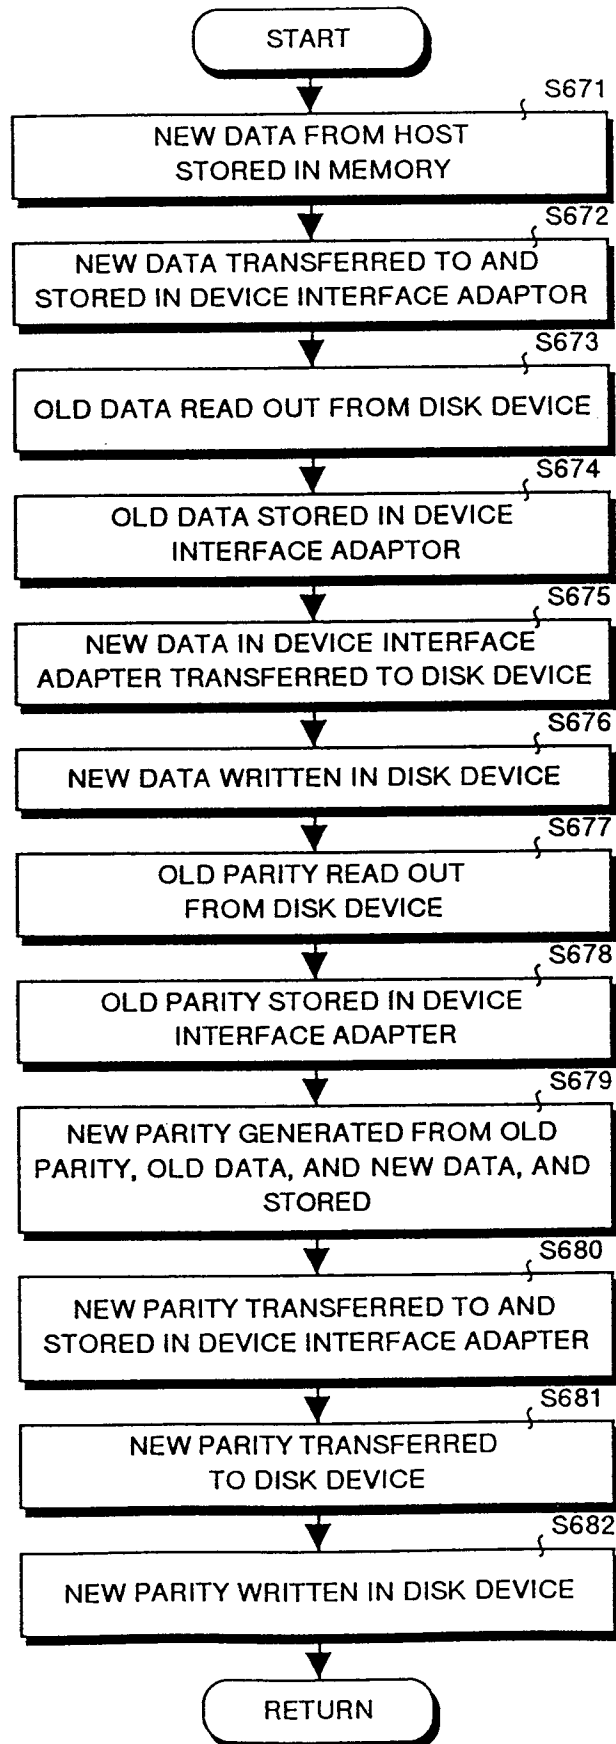 START
S671
NEW DATA FROM HOST
STORED IN MEMORY
S672
NEW DATA TRANSFERRED TO AND
STORED IN DEVICE INTERFACE ADAPTOR
S673
OLD DATA READ OUT FROM DISK DEVICE
S674
OLD DATA STORED IN DEVICE
INTERFACE ADAPTOR
S675
NEW DATA IN DEVICE INTERFACE
ADAPTER TRANSFERRED TO DISK DEVICE
S676
NEW DATA WRITTEN IN DISK DEVICE
S677
OLD PARITY READ OUT
FROM DISK DEVICE
S678
OLD PARITY STORED IN DEVICE
INTERFACE ADAPTER
S679
NEW PARITY GENERATED FROM OLD
PARITY, OLD DATA, AND NEW DATA, AND
STORED
S680
NEW PARITY TRANSFERRED TO AND
STORED IN DEVICE INTERFACE ADAPTER
S681
NEW PARITY TRANSFERRED
TO DISK DEVICE
S682
NEW PARITY WRITTEN IN DISK DEVICE
RETURN